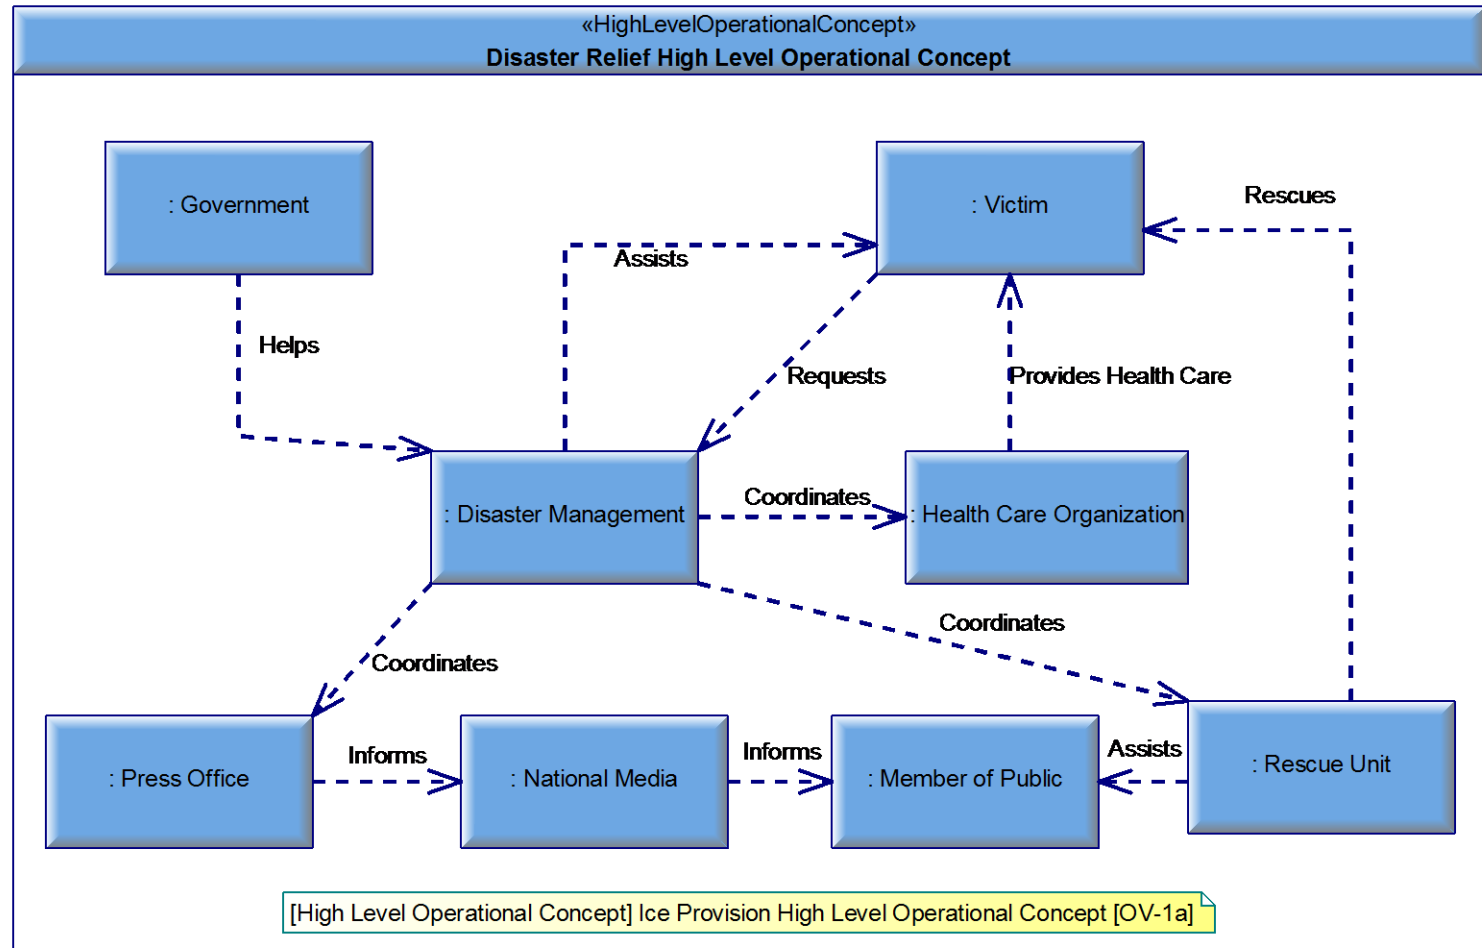 «HighLevelOperationalConcept»
Disaster Relief High Level Operational Concept
: Government
: Victim
Rescues
Assists
Helps
Requests
Provides Health Care
: Disaster Management
Coordinates
: Health Care Organization
Coordinates
Coordinates
: Press Office
Informs
: National Media
Informs
: Member of Public
Assists
: Rescue Unit
[High Level Operational Concept] Ice Provision High Level Operational Concept [OV-1a]